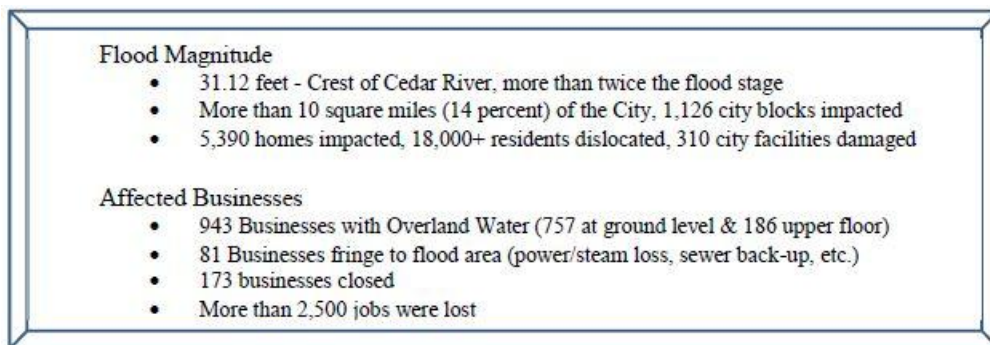 Flood Magnitude
• 31.12 feet - Crest of Cedar River, more than twice the flood stage
• More than 10 square miles (14 percent) of the City, 1,126 city blocks impacted
• 5,390 homes impacted, 18,000+ residents dislocated, 310 city facilities damaged
Affected Businesses
• 943 Businesses with Overland Water (757 at ground level & 186 upper floor)
• 81 Businesses fringe to flood area (power/steam loss, sewer back-up, etc.)
• 173 businesses closed
• More than 2,500 jobs were lost